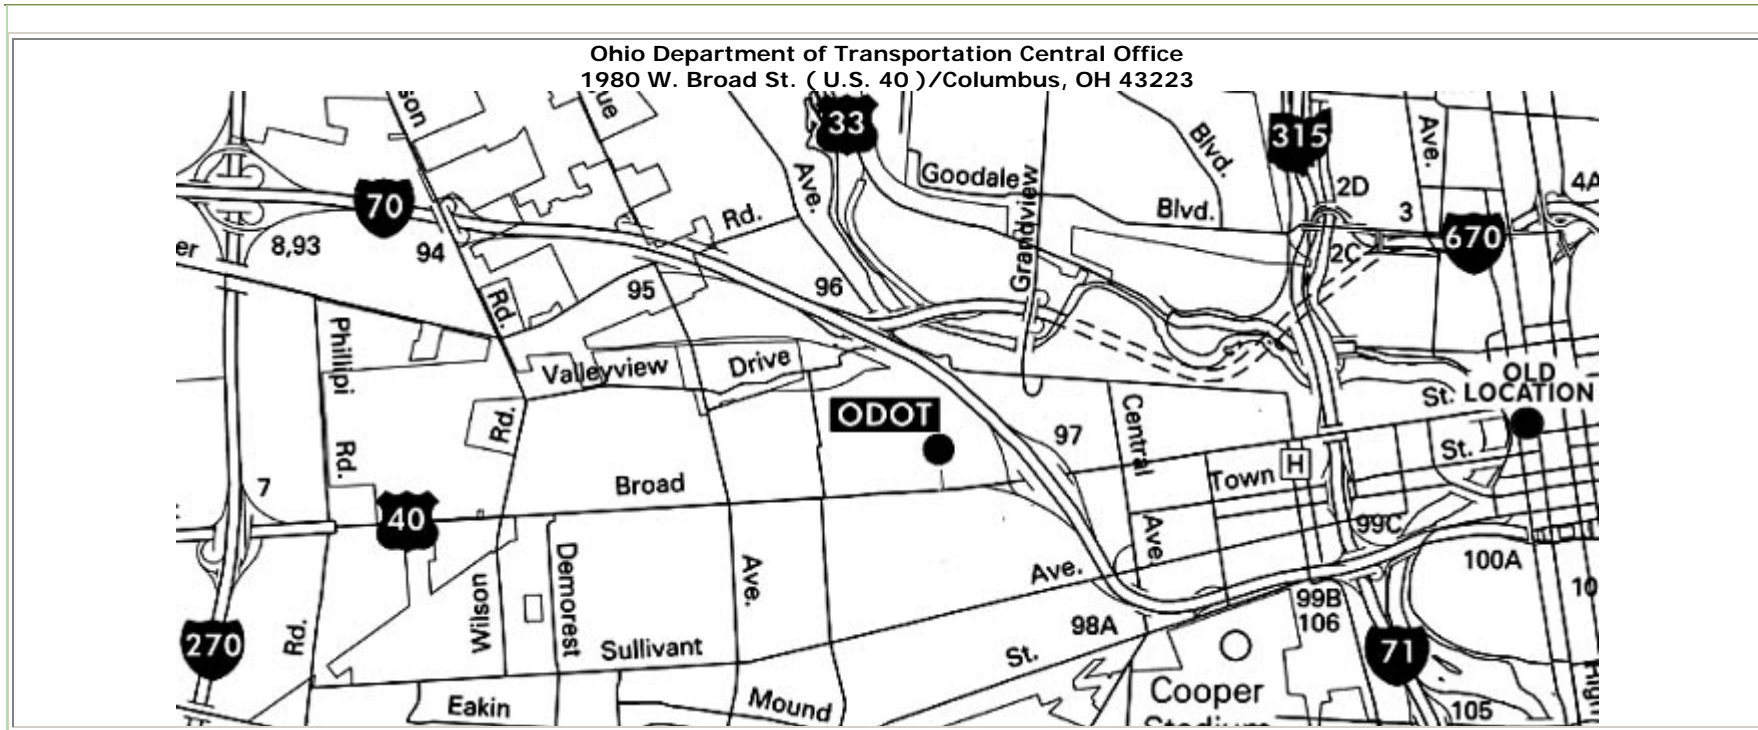 Ohio Department of Transportation Central Office
1980 W. Broad St. ( U.S. 40 )/Columbus, OH 43223
33
315
Ave.
Blvd.
Goodale
Blvd.
Grandview
Ave.
Rd.
70
8,93
94
95
96
2D
2C
3
670
4A
Rd.
Phillipi
Rd.
Valleyview
Drive
Rd.
ODOT
97
Central
Ave.
OLD
LOCATION
St.
St.
Town
H
Broad
7
40
99C
100A
Ave.
Demorest
Wilson
Ave.
Rd.
270
Sullivant
98A
99B
106
71
St.
Cooper
Stadium
Eakin
Mound
105